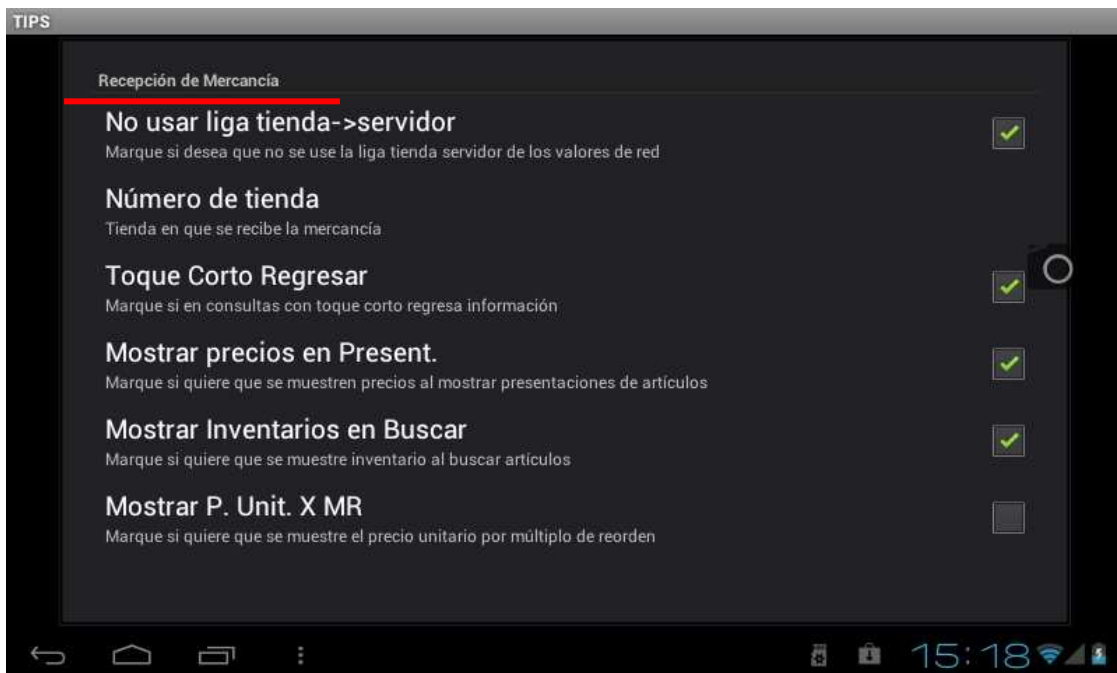 TIPS
Recepción de Mercancía
No usar liga tienda->servidor
Marque si desea que no se use la liga tienda servidor de los valores de red
Número de tienda
Tienda en que se recibe la mercancía
Toque Corto Regresar
Marque si en consultas con toque corto regresa información
Mostrar precios en Present.
Marque si quiere que se muestren precios al mostrar presentaciones de artículos
Mostrar Inventarios en Buscar
Marque si quiere que se muestre inventario al buscar artículos
Mostrar P. Unit. X MR
Marque si quiere que se muestre el precio unitario por múltiplo de reorden
15:18